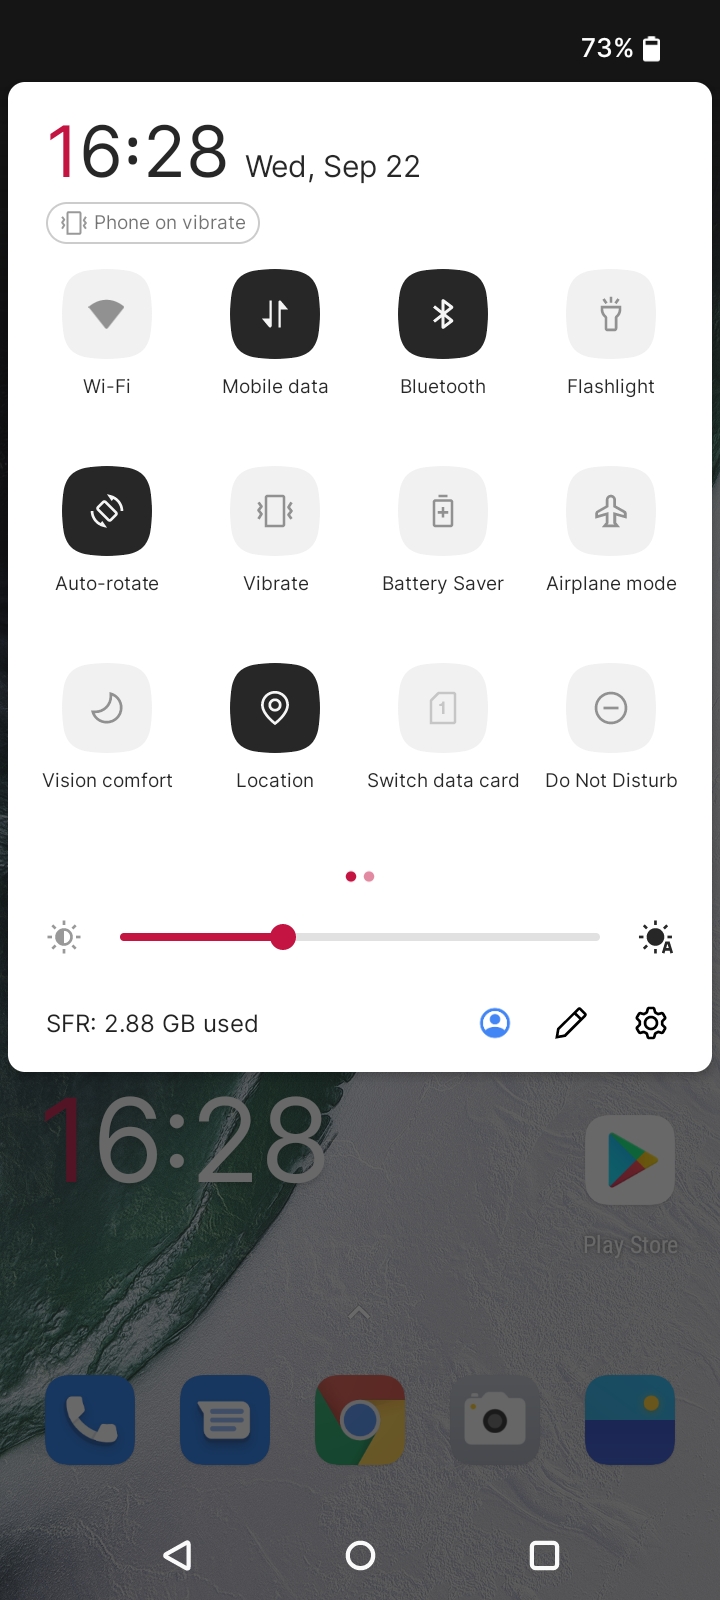 73%
16:28 Wed, Sep 22
Phone on vibrate
Wi-Fi Mobile data Bluetooth Flashlight
Auto-rotate Vibrate Battery Saver Airplane mode
1
Vision comfort Location Switch data card Do Not Disturb
A
SFR: 2.88 GB used
16:28
Play Store